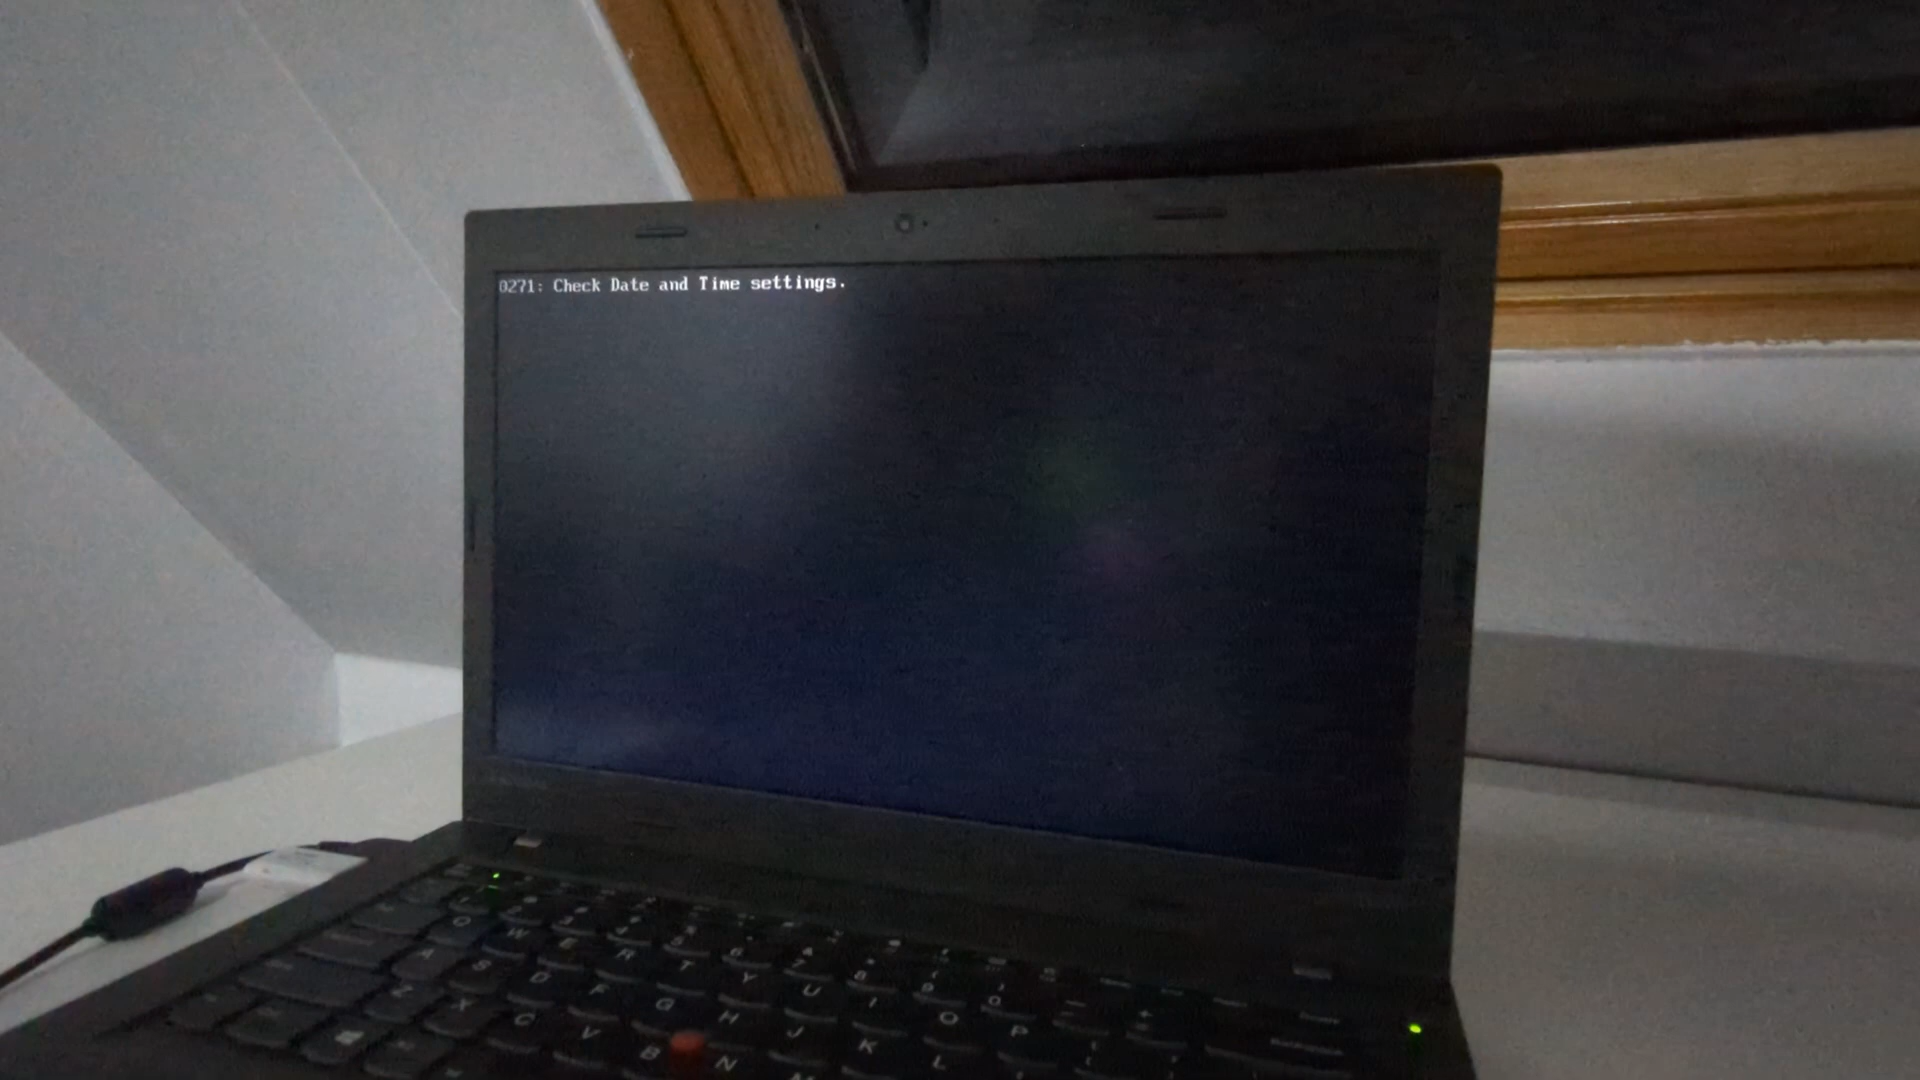 0271: Check Date and Time settings.
Q W E R T Y U I O P
A S D F G H J K L
Z X C V B N M